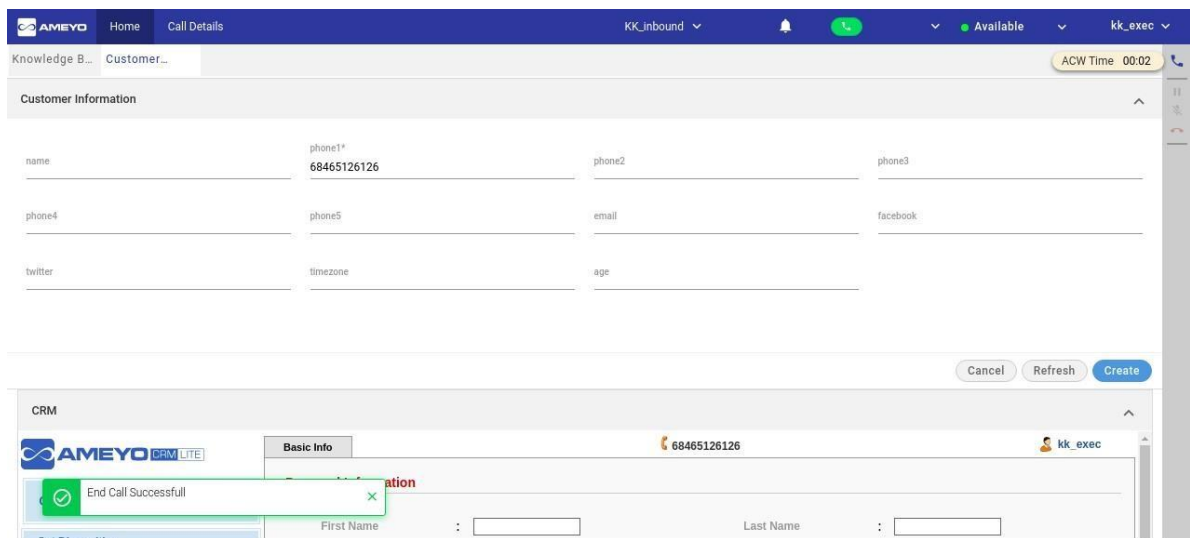 AMEYO Home Call Details KK_inbound Available kk_exec
Knowledge B... Customer... ACW Time 00:02
Customer Information
name phone1* 68465126126 phone2 phone3
phone4 phone5 email facebook
twitter timezone age
Cancel Refresh Create
CRM
AMEYO CRM LITE Basic Info 68465126126 kk_exec
End Call Successfull
First Name : Last Name :